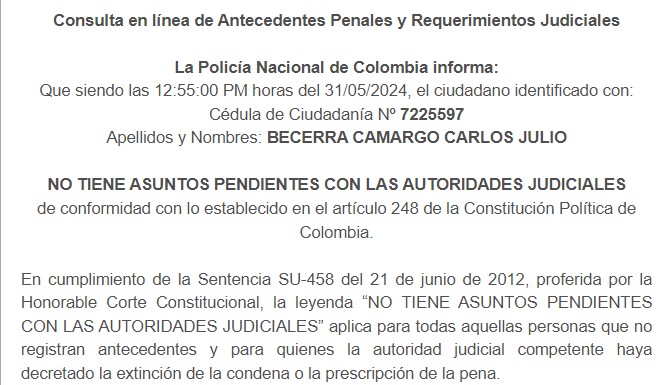 Consulta en línea de Antecedentes Penales y Requerimientos Judiciales
La Policía Nacional de Colombia informa:
Que siendo las 12:55:00 PM horas del 31/05/2024, el ciudadano identificado con:
Cédula de Ciudadanía Nº 7225597
Apellidos y Nombres: BECERRA CAMARGO CARLOS JULIO
NO TIENE ASUNTOS PENDIENTES CON LAS AUTORIDADES JUDICIALES
de conformidad con lo establecido en el artículo 248 de la Constitución Política de
Colombia.
En cumplimiento de la Sentencia SU-458 del 21 de junio de 2012, proferida por la
Honorable Corte Constitucional, la leyenda “NO TIENE ASUNTOS PENDIENTES
CON LAS AUTORIDADES JUDICIALES” aplica para todas aquellas personas que no
registran antecedentes y para quienes la autoridad judicial competente haya
decretado la extinción de la condena o la prescripción de la pena.